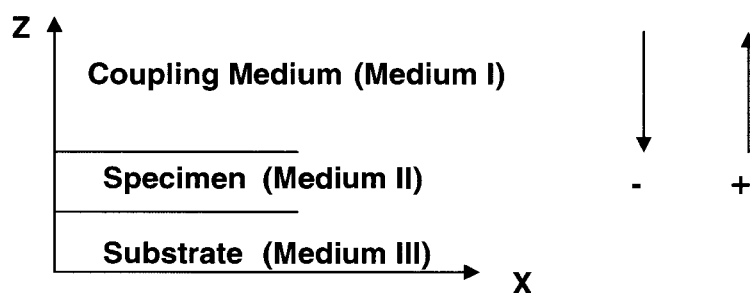 Z
Coupling Medium (Medium I)
Specimen (Medium II)
- +
Substrate (Medium III)
X